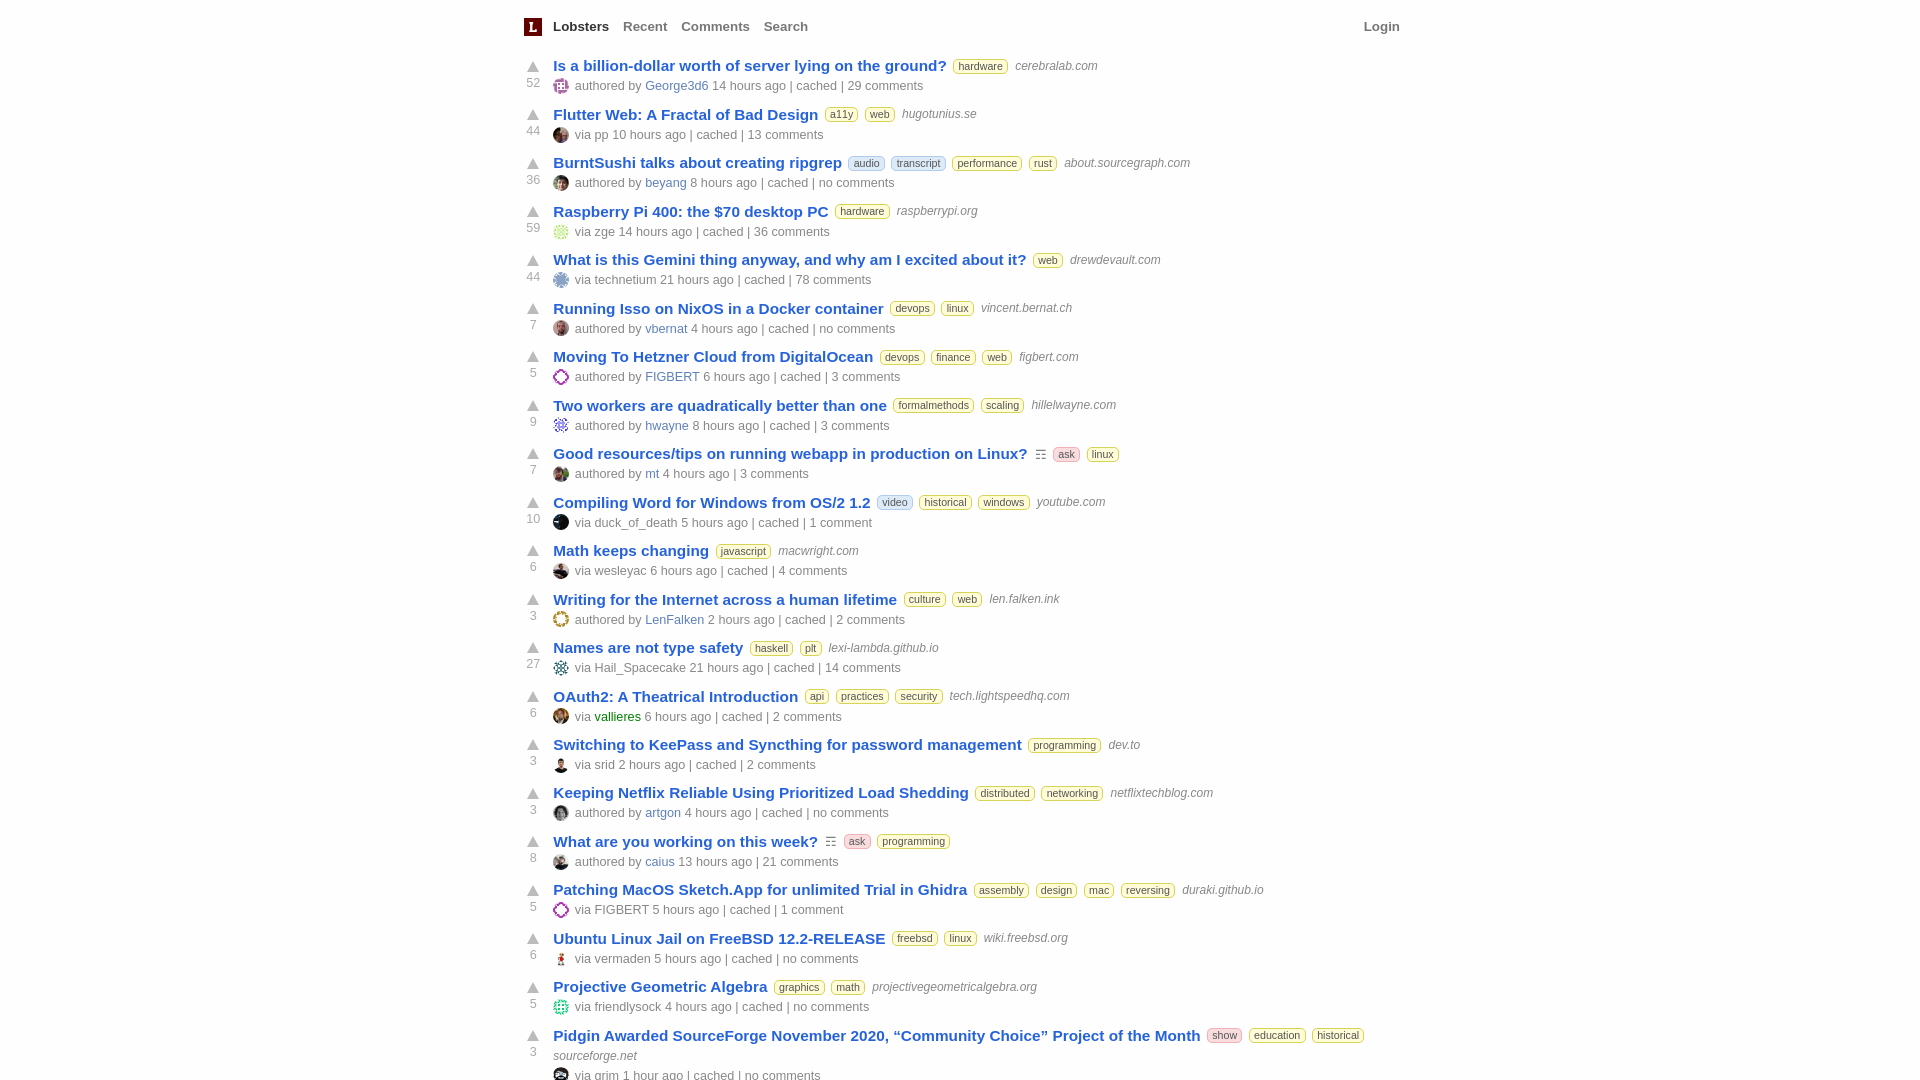 L Lobsters Recent Comments Search Login
Is a billion-dollar worth of server lying on the ground? hardware cerebralab.com
52
authored by George3d6 14 hours ago | cached | 29 comments
Flutter Web: A Fractal of Bad Design a11y web hugotunius.se
44
via pp 10 hours ago | cached | 13 comments
BurntSushi talks about creating ripgrep audio transcript performance rust about.sourcegraph.com
36
authored by beyang 8 hours ago | cached | no comments
Raspberry Pi 400: the $70 desktop PC hardware raspberrypi.org
59
via zge 14 hours ago | cached | 36 comments
What is this Gemini thing anyway, and why am I excited about it? web drewdevault.com
44
via technetium 21 hours ago | cached | 78 comments
Running Isso on NixOS in a Docker container devops linux vincent.bernat.ch
7
authored by vbernat 4 hours ago | cached | no comments
Moving To Hetzner Cloud from DigitalOcean devops finance web figbert.com
5
authored by FIGBERT 6 hours ago | cached | 3 comments
Two workers are quadratically better than one formalmethods scaling hillelwayne.com
9
authored by hwayne 8 hours ago | cached | 3 comments
Good resources/tips on running webapp in production on Linux? ☶ ask linux
7
authored by mt 4 hours ago | 3 comments
Compiling Word for Windows from OS/2 1.2 video historical windows youtube.com
10
via duck_of_death 5 hours ago | cached | 1 comment
Math keeps changing javascript macwright.com
6
via wesleyac 6 hours ago | cached | 4 comments
Writing for the Internet across a human lifetime culture web len.falken.ink
3
authored by LenFalken 2 hours ago | cached | 2 comments
Names are not type safety haskell plt lexi-lambda.github.io
27
via Hail_Spacecake 21 hours ago | cached | 14 comments
OAuth2: A Theatrical Introduction api practices security tech.lightspeedhq.com
6
via vallieres 6 hours ago | cached | 2 comments
Switching to KeePass and Syncthing for password management programming dev.to
3
via srid 2 hours ago | cached | 2 comments
Keeping Netflix Reliable Using Prioritized Load Shedding distributed networking netflixtechblog.com
3
authored by artgon 4 hours ago | cached | no comments
What are you working on this week? ☶ ask programming
8
authored by caius 13 hours ago | 21 comments
Patching MacOS Sketch.App for unlimited Trial in Ghidra assembly design mac reversing duraki.github.io
5
via FIGBERT 5 hours ago | cached | 1 comment
Ubuntu Linux Jail on FreeBSD 12.2-RELEASE freebsd linux wiki.freebsd.org
6
via vermaden 5 hours ago | cached | no comments
Projective Geometric Algebra graphics math projectivegeometricalgebra.org
5
via friendlysock 4 hours ago | cached | no comments
Pidgin Awarded SourceForge November 2020, “Community Choice” Project of the Month show education historical
3
sourceforge.net
via grim 1 hour ago | cached | no comments